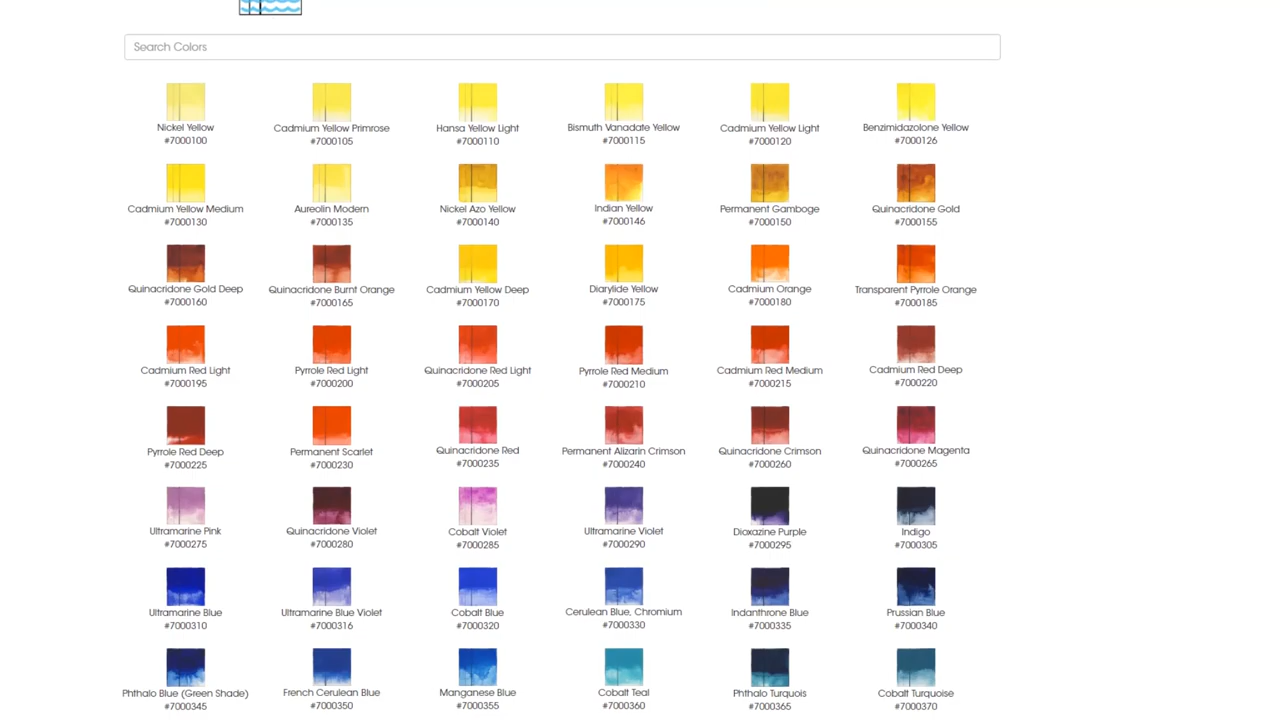 Search Colors
Nickel Yellow
#7000100
Cadmium Yellow Primrose
#7000105
Hansa Yellow Light
#7000110
Bismuth Vanadate Yellow
#7000115
Cadmium Yellow Light
#7000120
Benzimidazolone Yellow
#7000126
Cadmium Yellow Medium
#7000130
Aureolin Modern
#7000135
Nickel Azo Yellow
#7000140
Indian Yellow
#7000146
Permanent Gamboge
#7000150
Quinacridone Gold
#7000155
Quinacridone Gold Deep
#7000160
Quinacridone Burnt Orange
#7000165
Cadmium Yellow Deep
#7000170
Diarylide Yellow
#7000175
Cadmium Orange
#7000180
Transparent Pyrrole Orange
#7000185
Cadmium Red Light
#7000195
Pyrrole Red Light
#7000200
Quinacridone Red Light
#7000205
Pyrrole Red Medium
#7000210
Cadmium Red Medium
#7000215
Cadmium Red Deep
#7000220
Pyrrole Red Deep
#7000225
Permanent Scarlet
#7000230
Quinacridone Red
#7000235
Permanent Alizarin Crimson
#7000240
Quinacridone Crimson
#7000260
Quinacridone Magenta
#7000265
Ultramarine Pink
#7000275
Quinacridone Violet
#7000280
Cobalt Violet
#7000285
Ultramarine Violet
#7000290
Dioxazine Purple
#7000295
Indigo
#7000305
Ultramarine Blue
#7000310
Ultramarine Blue Violet
#7000316
Cobalt Blue
#7000320
Cerulean Blue, Chromium
#7000330
Indanthrone Blue
#7000335
Prussian Blue
#7000340
Phthalo Blue (Green Shade)
#7000345
French Cerulean Blue
#7000350
Manganese Blue
#7000355
Cobalt Teal
#7000360
Phthalo Turquois
#7000365
Cobalt Turquoise
#7000370